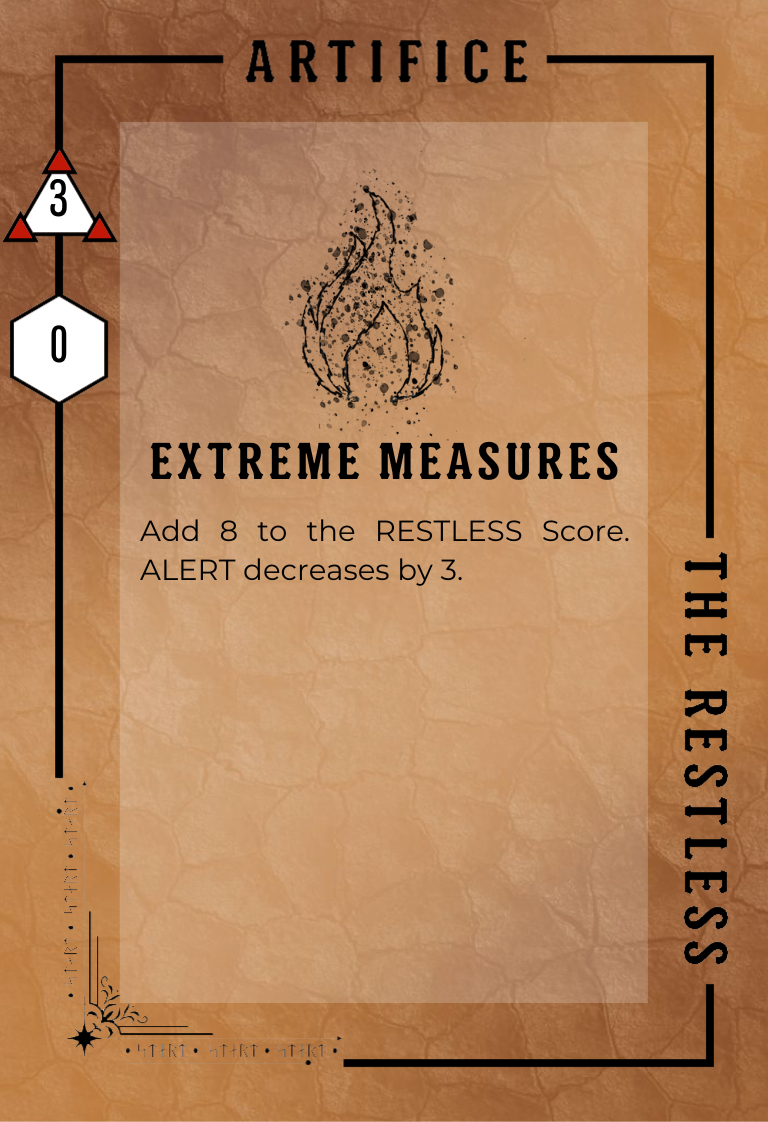 ARTIFICE
3
0
EXTREME MEASURES
Add 8 to the RESTLESS Score.
ALERT decreases by 3.
THE RESTLESS